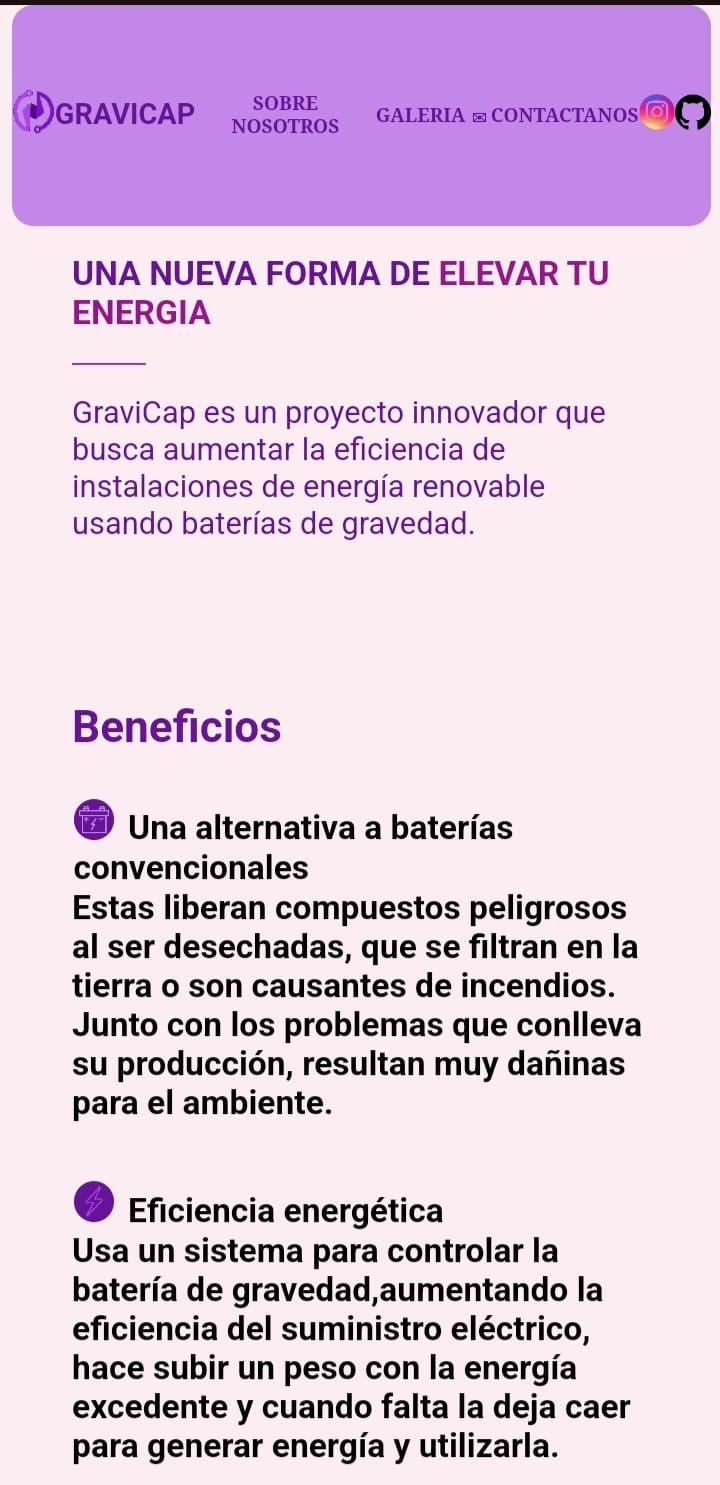 GRAVICAP
SOBRE
NOSOTROS
GALERIA
✉ CONTACTANOS
UNA NUEVA FORMA DE ELEVAR TU
ENERGIA
GraviCap es un proyecto innovador que
busca aumentar la eficiencia de
instalaciones de energía renovable
usando baterías de gravedad.
Beneficios
Una alternativa a baterías
convencionales
Estas liberan compuestos peligrosos
al ser desechadas, que se filtran en la
tierra o son causantes de incendios.
Junto con los problemas que conlleva
su producción, resultan muy dañinas
para el ambiente.
Eficiencia energética
Usa un sistema para controlar la
batería de gravedad,aumentando la
eficiencia del suministro eléctrico,
hace subir un peso con la energía
excedente y cuando falta la deja caer
para generar energía y utilizarla.